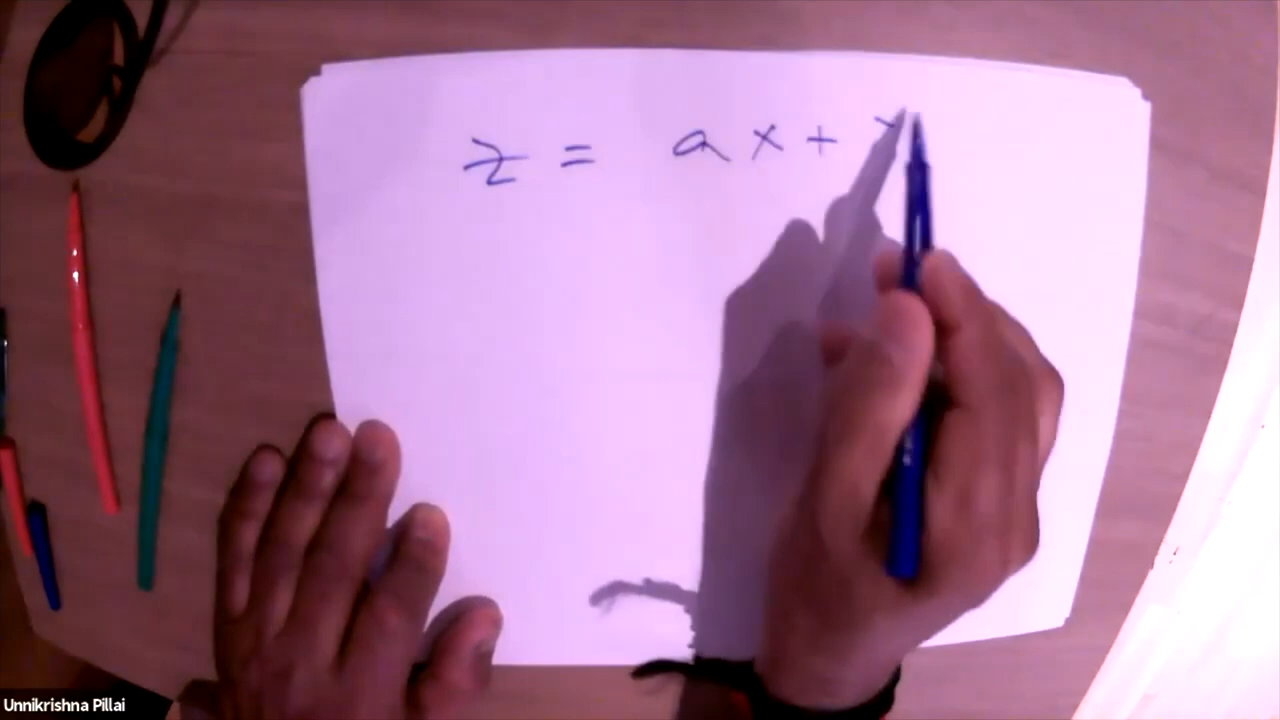 z = ax +
Unnikrishna Pillai